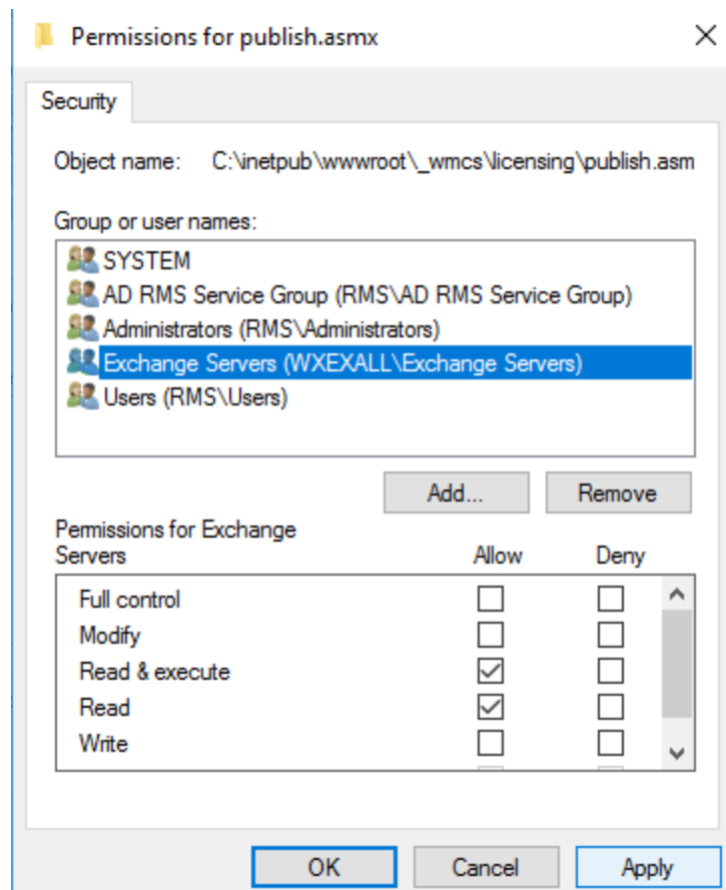 Permissions for publish.asmx
Security
Object name: C:\inetpub\wwwroot\_wmcs\licensing\publish.asm
Group or user names:
SYSTEM
AD RMS Service Group (RMS\AD RMS Service Group)
Administrators (RMS\Administrators)
Exchange Servers (WXEXALL\Exchange Servers)
Users (RMS\Users)
Add... Remove
Permissions for Exchange
Servers Allow Deny
Full control
Modify
Read & execute
Read
Write
OK Cancel Apply